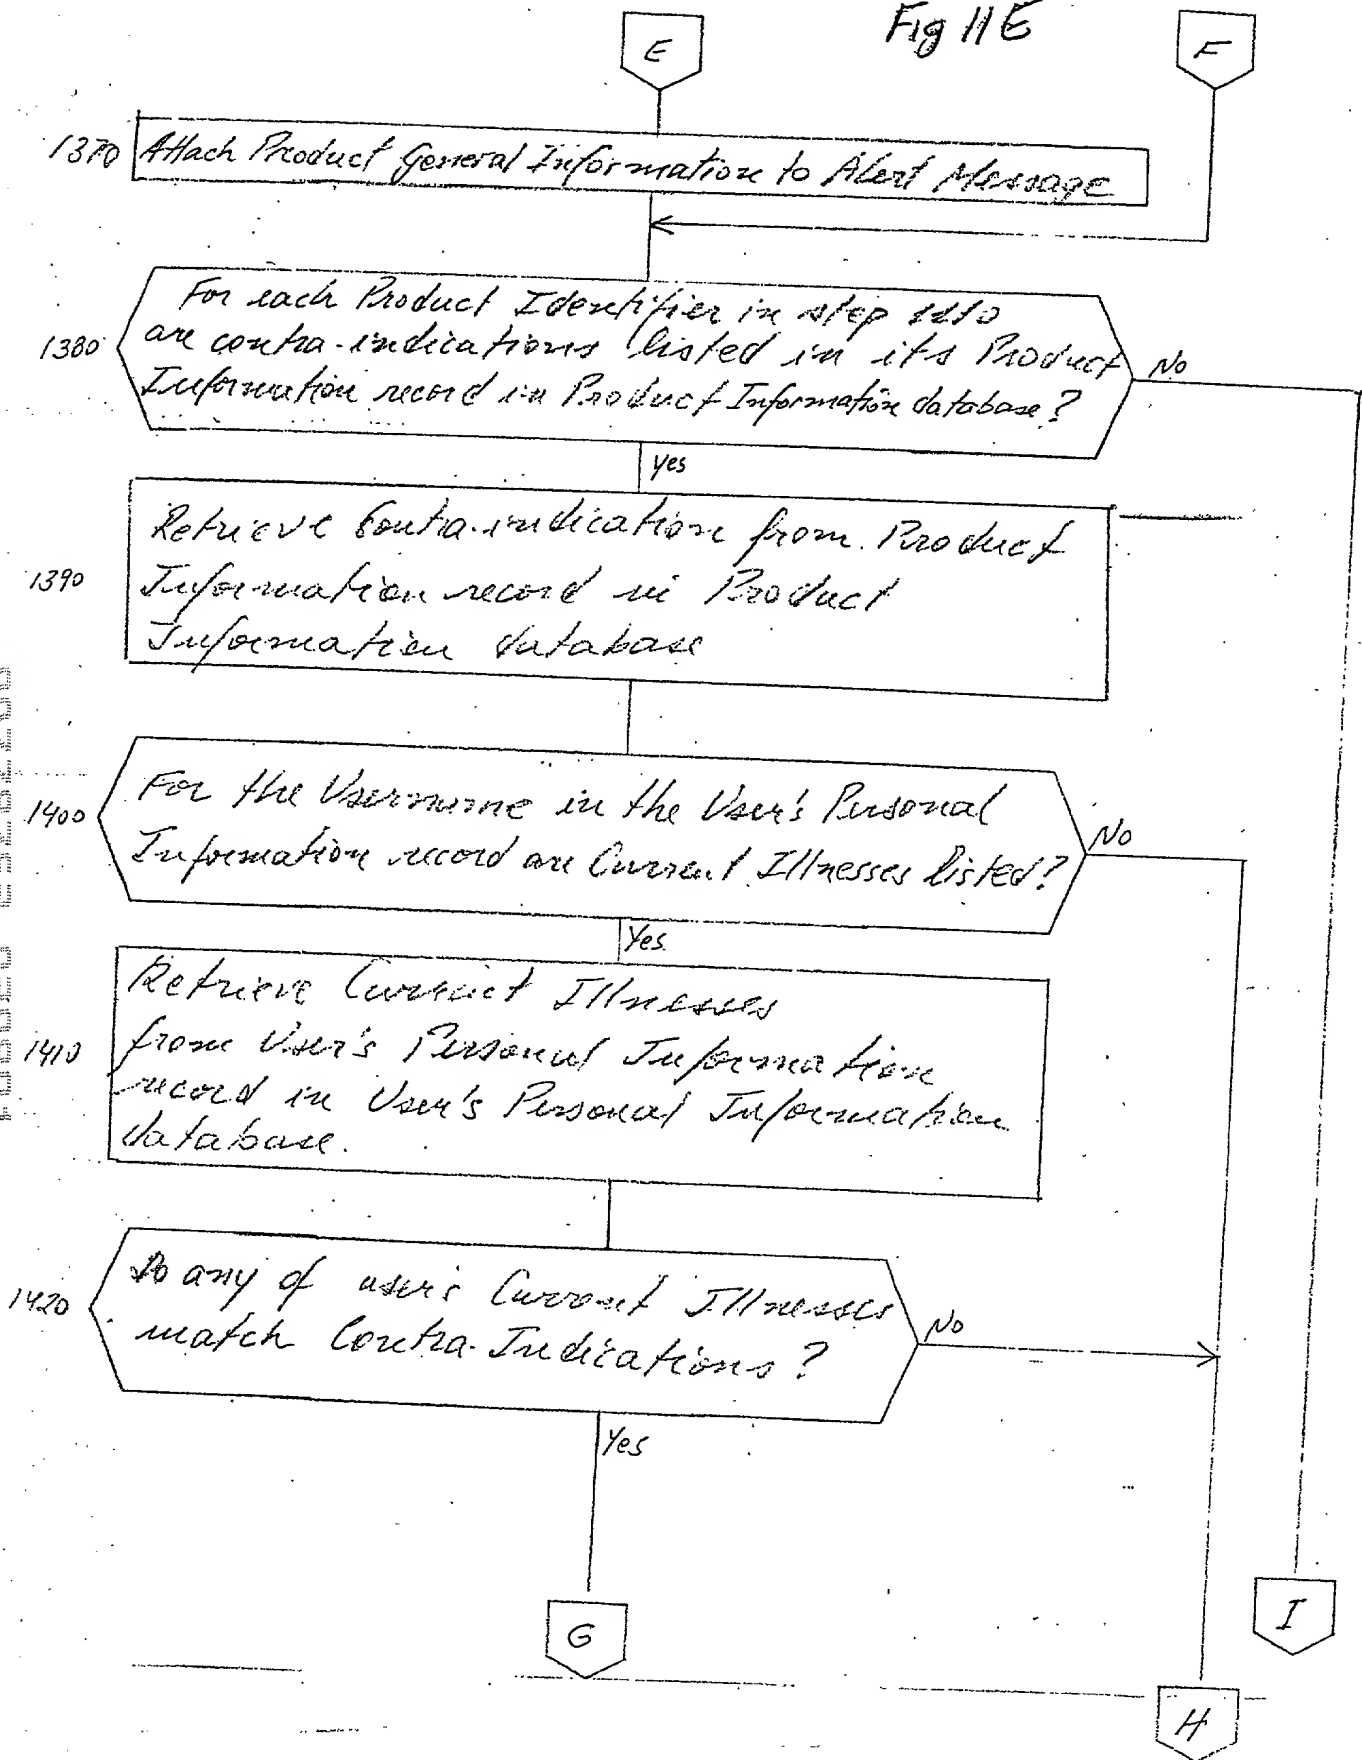 Fig 11E
E
F
1370 Attach Product General Information to Alert Message
For each Product Identifier in step
1380 are contra-indications listed in its Product
Information record in Product Information database?
No
Yes
Retrieve Contra-indication from Product
1390 Information record in Product
Information database
For the Username in the User's Personal
1400 Information record are Current Illnesses listed?
No
Yes
Retrieve Current Illnesses
1410 from User's Personal Information
record in User's Personal Information
database.
1420 Do any of user's Current Illnesses
match Contra-Indications?
No
Yes
G
I
H